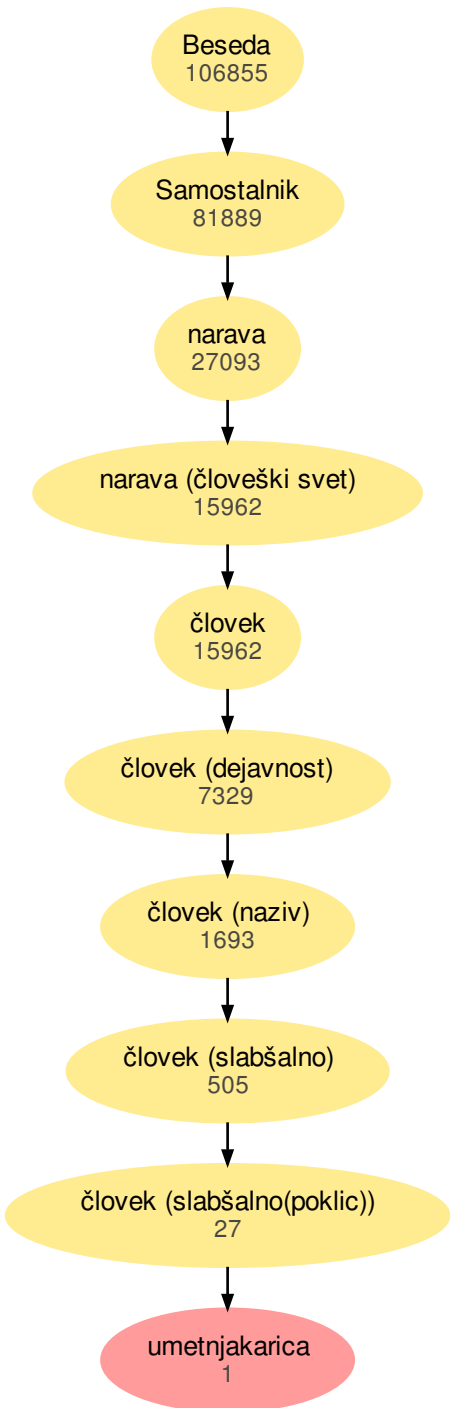 Beseda
106855
Samostalnik
81889
narava
27093
narava (človeški svet)
15962
človek
15962
človek (dejavnost)
7329
človek (naziv)
1693
človek (slabšalno)
505
človek (slabšalno(poklic))
27
umetnjakarica
1